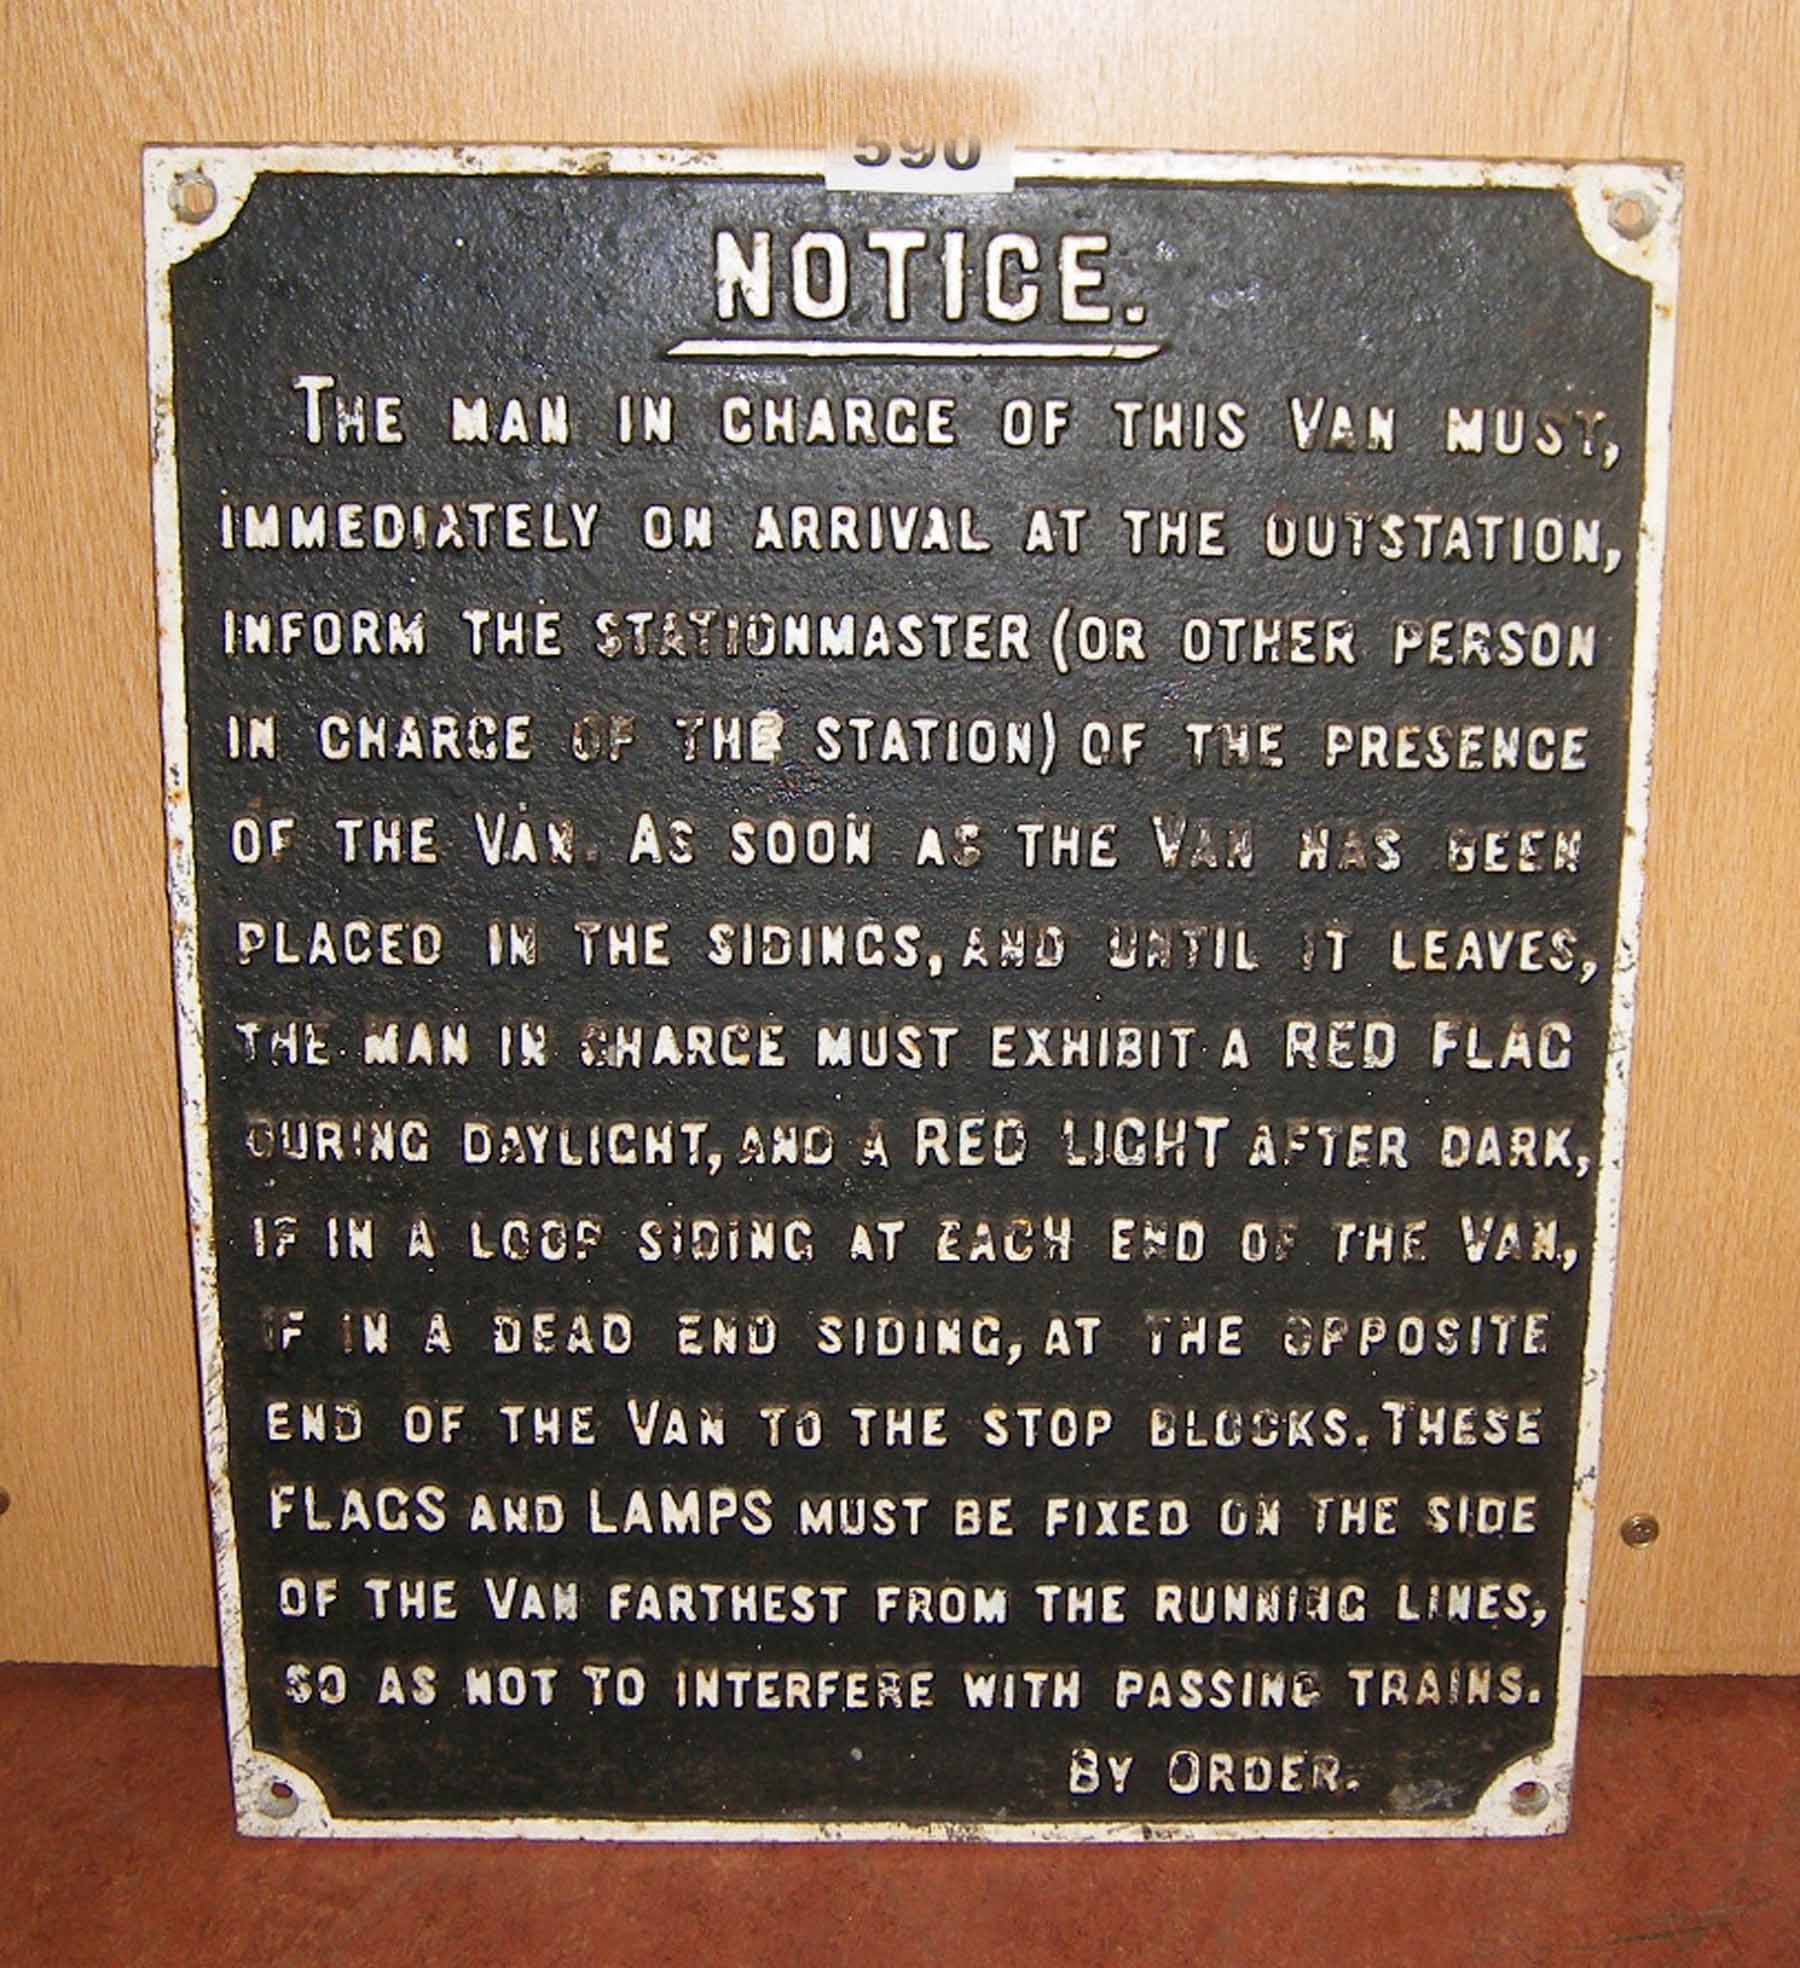 590
NOTICE.
THE MAN IN CHARGE OF THIS VAN MUST,
IMMEDIATELY ON ARRIVAL AT THE OUTSTATION,
INFORM THE STATIONMASTER (OR OTHER PERSON
IN CHARGE OF THE STATION) OF THE PRESENCE
OF THE VAN. AS SOON AS THE VAN HAS BEEN
PLACED IN THE SIDINGS, AND UNTIL IT LEAVES,
THE MAN IN CHARGE MUST EXHIBIT A RED FLAG
DURING DAYLIGHT, AND A RED LIGHT AFTER DARK,
IF IN A LOOP SIDING AT EACH END OF THE VAN,
IF IN A DEAD END SIDING, AT THE OPPOSITE
END OF THE VAN TO THE STOP BLOCKS. THESE
FLAGS AND LAMPS MUST BE FIXED ON THE SIDE
OF THE VAN FARTHEST FROM THE RUNNING LINES,
SO AS NOT TO INTERFERE WITH PASSING TRAINS.
BY ORDER.